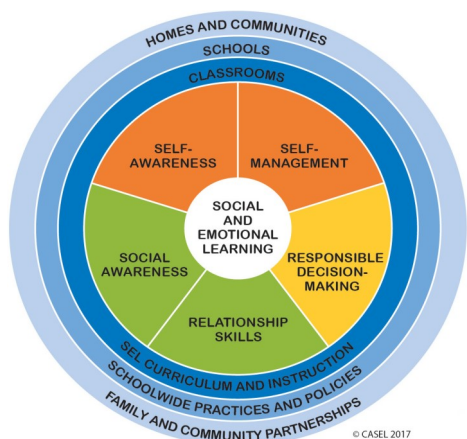 HOMES AND COMMUNITIES
SCHOOLS
CLASSROOMS
SELF-
AWARENESS
SELF-
MANAGEMENT
SOCIAL
AND
EMOTIONAL
LEARNING
SOCIAL
AWARENESS
RESPONSIBLE
DECISION-
MAKING
RELATIONSHIP
SKILLS
SEL CURRICULUM AND INSTRUCTION
SCHOOLWIDE PRACTICES AND POLICIES
FAMILY AND COMMUNITY PARTNERSHIPS
© CASEL 2017